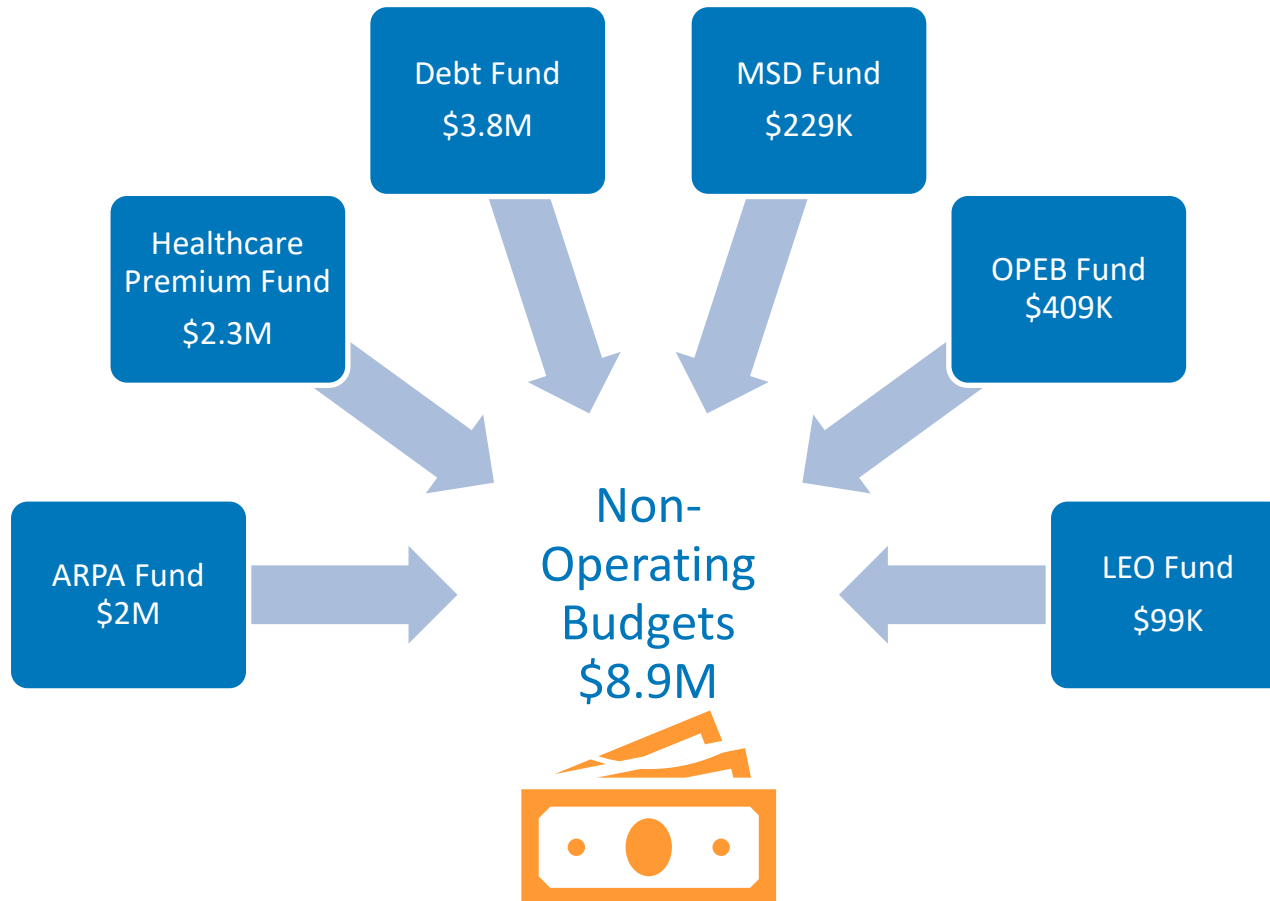 Debt Fund
$3.8M
MSD Fund
$229K
Healthcare
Premium Fund
$2.3M
OPEB Fund
$409K
ARPA Fund
$2M
LEO Fund
$99K
Non-
Operating
Budgets
$8.9M